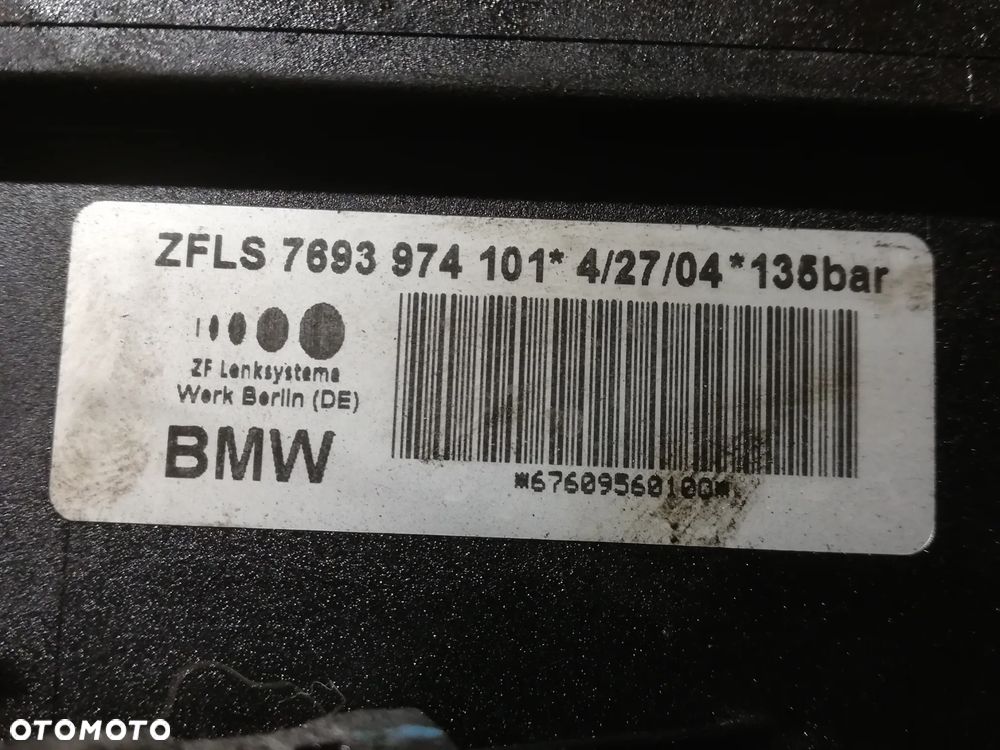 ZFLS 7693 974 101* 4/27/04 *135bar
ZF Lenksysteme
Werk Berlin (DE)
BMW
*67609560100*
OTOMOTO